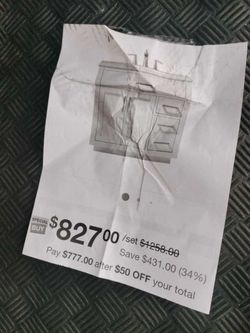 SPECIAL BUY
$827.00 /set $1258.00
Save $431.00 (34%)
Pay $777.00 after $50 OFF your total